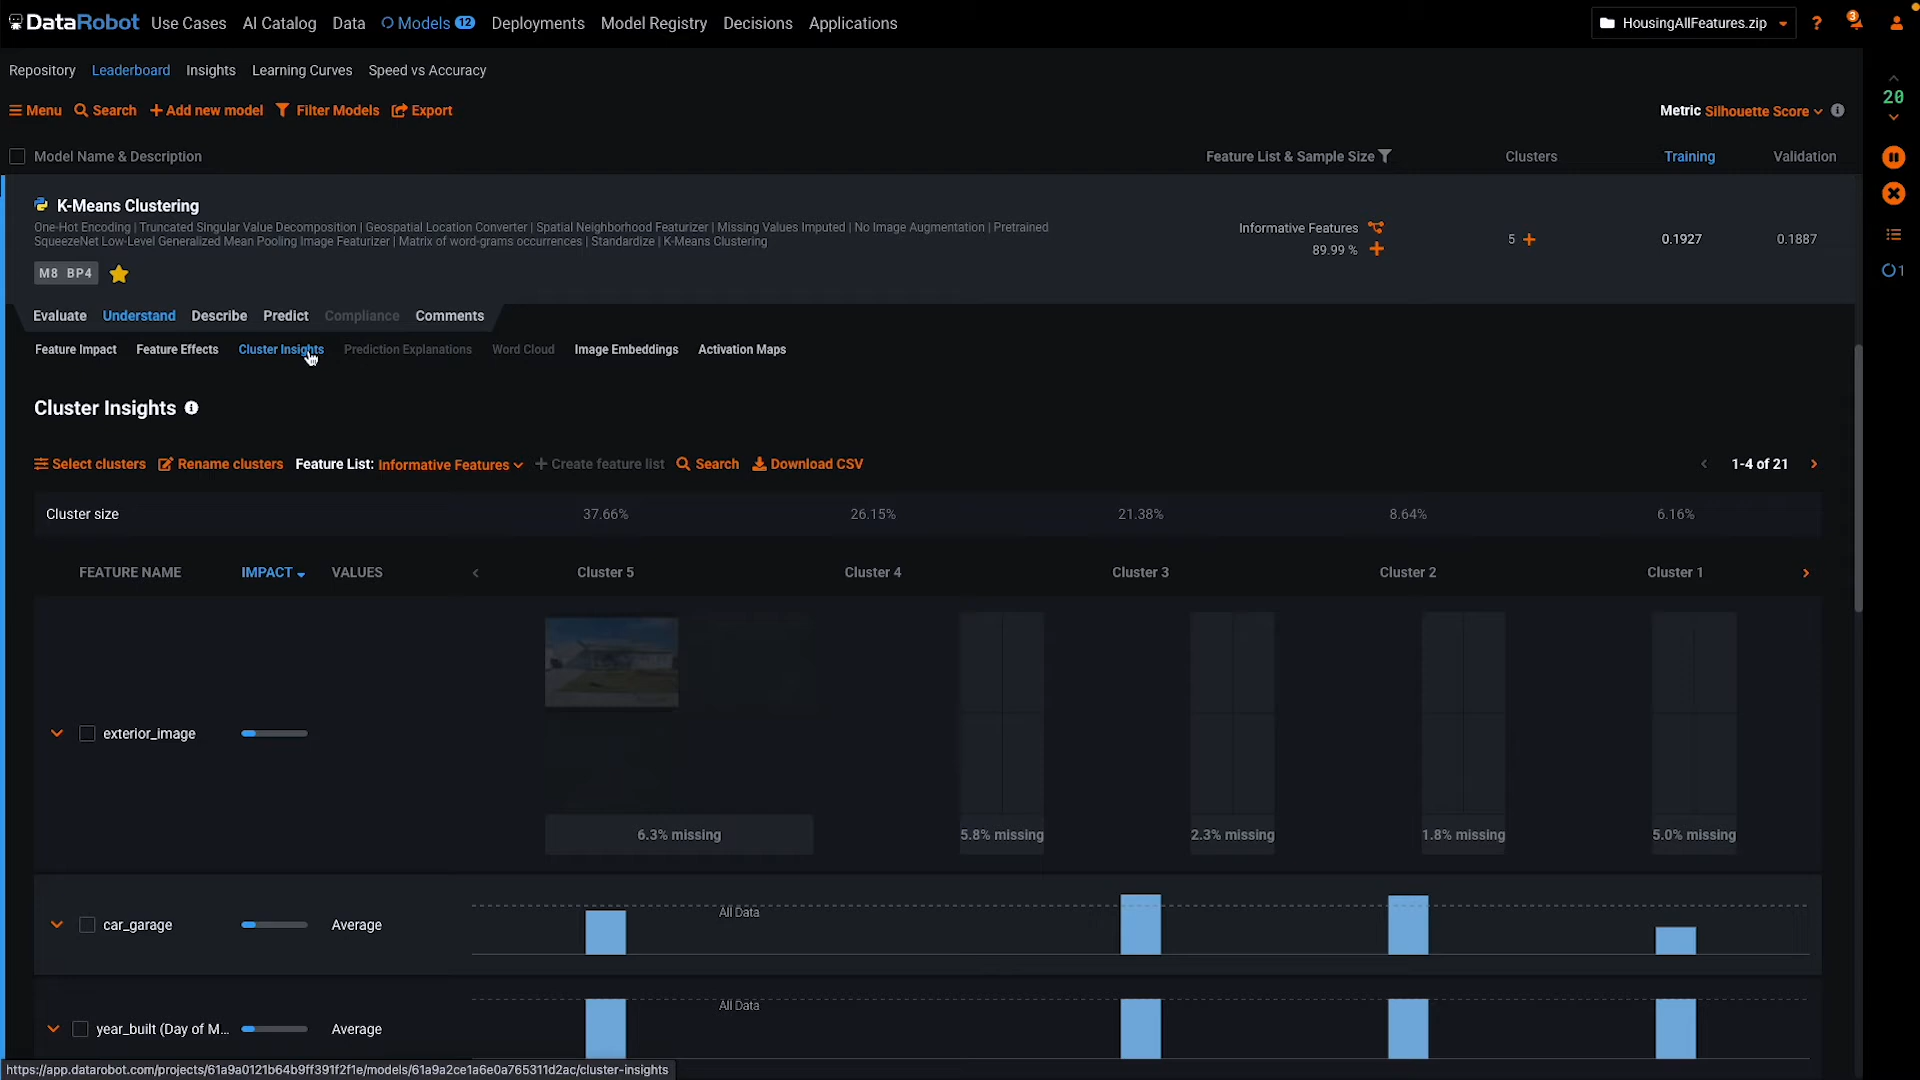 DataRobot Use Cases AI Catalog Data Models 12 Deployments Model Registry Decisions Applications HousingAllFeatures.zip ? 3
Repository Leaderboard Insights Learning Curves Speed vs Accuracy
Menu Search Add new model Filter Models Export Metric Silhouette Score
20
Model Name & Description Feature List & Sample Size Clusters Training Validation
K-Means Clustering
One-Hot Encoding | Truncated Singular Value Decomposition | Geospatial Location Converter | Spatial Neighborhood Featurizer | Missing Values Imputed | No Image Augmentation | Pretrained
SqueezeNet Low-Level Generalized Mean Pooling Image Featurizer | Matrix of word-grams occurrences | Standardize | K-Means Clustering
Informative Features
89.99 %
5 0.1927 0.1887
M8 BP4
1
Evaluate Understand Describe Predict Compliance Comments
Feature Impact Feature Effects Cluster Insights Prediction Explanations Word Cloud Image Embeddings Activation Maps
Cluster Insights
Select clusters Rename clusters Feature List: Informative Features + Create feature list Search Download CSV 1-4 of 21
Cluster size 37.66% 26.15% 21.38% 8.64% 6.16%
FEATURE NAME IMPACT VALUES Cluster 5 Cluster 4 Cluster 3 Cluster 2 Cluster 1
exterior_image
6.3% missing 5.8% missing 2.3% missing 1.8% missing 5.0% missing
car_garage Average All Data
year_built (Day of M... Average All Data
https://app.datarobot.com/projects/61a9a0121b64b9ff391f2f1e/models/61a9a2ce1a6e0a765311d2ac/cluster-insights